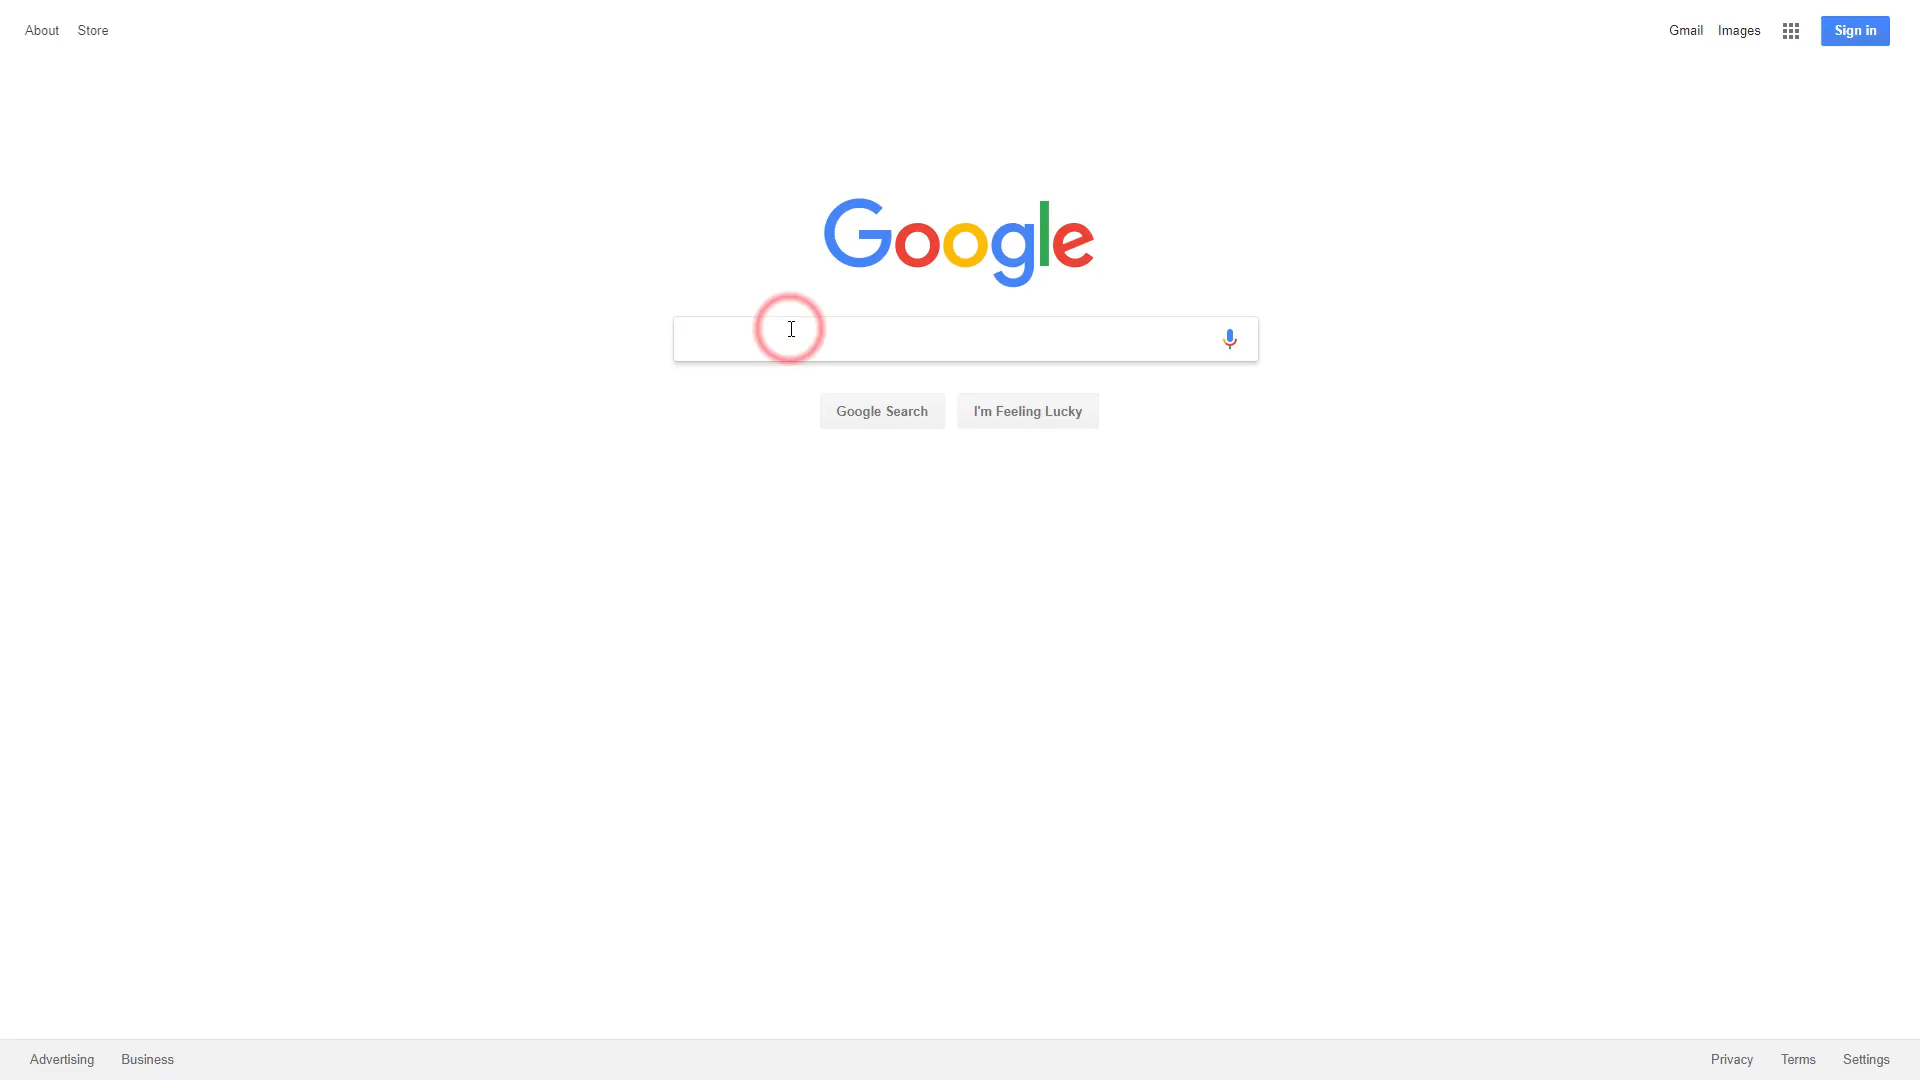 About Store
Gmail Images Sign in
Google
Google Search I'm Feeling Lucky
Advertising Business
Privacy Terms Settings